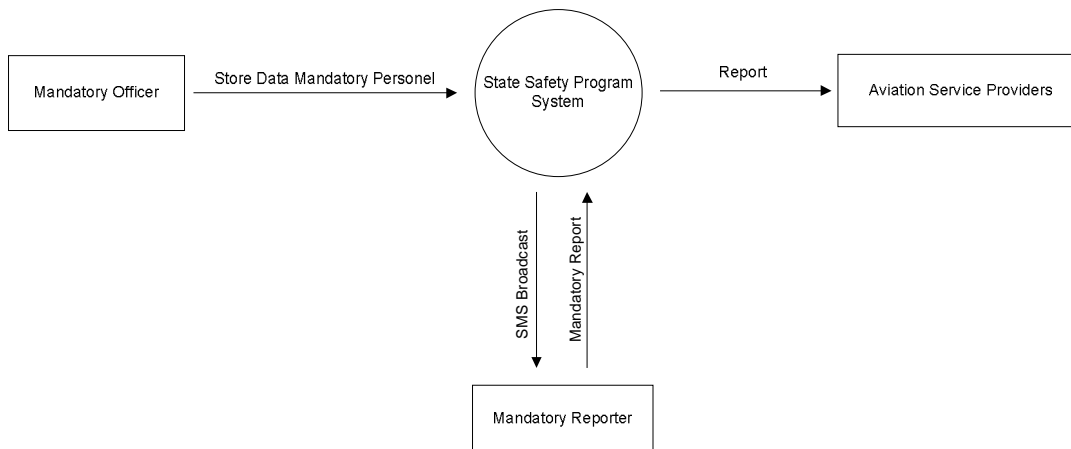 Mandatory Officer
Store Data Mandatory Personel
State Safety Program
System
Report
Aviation Service Providers
SMS Broadcast
Mandatory Report
Mandatory Reporter